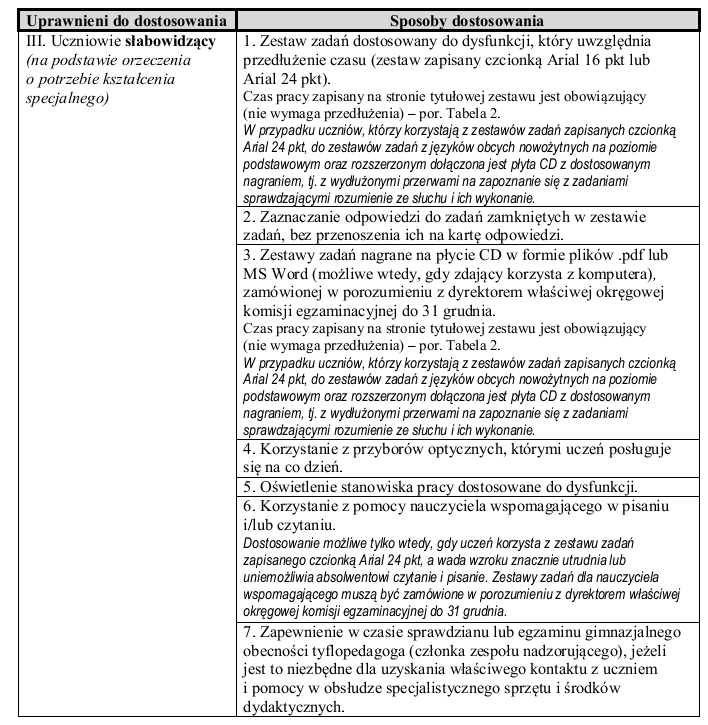 Uprawnieni do dostosowania
Sposoby dostosowania
III. Uczniowie słabowidzący
(na podstawie orzeczenia
o potrzebie kształcenia
specjalnego)
1. Zestaw zadań dostosowany do dysfunkcji, który uwzględnia
przedłużenie czasu (zestaw zapisany czcionką Arial 16 pkt lub
Arial 24 pkt).
Czas pracy zapisany na stronie tytułowej zestawu jest obowiązujący
(nie wymaga przedłużenia) – por. Tabela 2.
W przypadku uczniów, którzy korzystają z zestawów zadań zapisanych czcionką
Arial 24 pkt, do zestawów zadań z języków obcych nowożytnych na poziomie
podstawowym oraz rozszerzonym dołączona jest płyta CD z dostosowanym
nagraniem, tj. z wydłużonymi przerwami na zapoznanie się z zadaniami
sprawdzającymi rozumienie ze słuchu i ich wykonanie.
2. Zaznaczanie odpowiedzi do zadań zamkniętych w zestawie
zadań, bez przenoszenia ich na kartę odpowiedzi.
3. Zestawy zadań nagrane na płycie CD w formie plików .pdf lub
MS Word (możliwe wtedy, gdy zdający korzysta z komputera),
zamówionej w porozumieniu z dyrektorem właściwej okręgowej
komisji egzaminacyjnej do 31 grudnia.
Czas pracy zapisany na stronie tytułowej zestawu jest obowiązujący
(nie wymaga przedłużenia) – por. Tabela 2.
W przypadku uczniów, którzy korzystają z zestawów zadań zapisanych czcionką
Arial 24 pkt, do zestawów zadań z języków obcych nowożytnych na poziomie
podstawowym oraz rozszerzonym dołączona jest płyta CD z dostosowanym
nagraniem, tj. z wydłużonymi przerwami na zapoznanie się z zadaniami
sprawdzającymi rozumienie ze słuchu i ich wykonanie.
4. Korzystanie z przyborów optycznych, którymi uczeń posługuje
się na co dzień.
5. Oświetlenie stanowiska pracy dostosowane do dysfunkcji.
6. Korzystanie z pomocy nauczyciela wspomagającego w pisaniu
i/lub czytaniu.
Dostosowanie możliwe tylko wtedy, gdy uczeń korzysta z zestawu zadań
zapisanego czcionką Arial 24 pkt, a wada wzroku znacznie utrudnia lub
uniemożliwia absolwentowi czytanie i pisanie. Zestawy zadań dla nauczyciela
wspomagającego muszą być zamówione w porozumieniu z dyrektorem właściwej
okręgowej komisji egzaminacyjnej do 31 grudnia.
7. Zapewnienie w czasie sprawdzianu lub egzaminu gimnazjalnego
obecności tyflopedagoga (członka zespołu nadzorującego), jeżeli
jest to niezbędne dla uzyskania właściwego kontaktu z uczniem
i pomocy w obsłudze specjalistycznego sprzętu i środków
dydaktycznych.